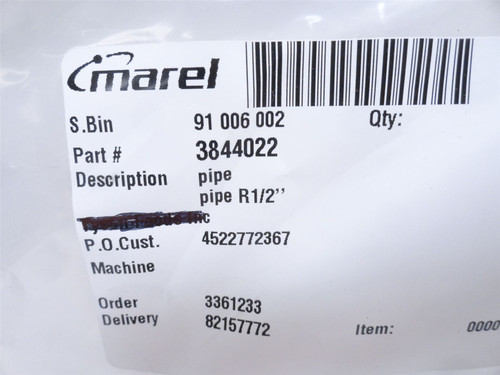 marel
S.Bin 91 006 002 Qty:
Part # 3844022
Description pipe
pipe R1/2''
Inc
P.O.Cust. 4522772367
Machine
Order 3361233
Delivery 82157772 Item: 0000